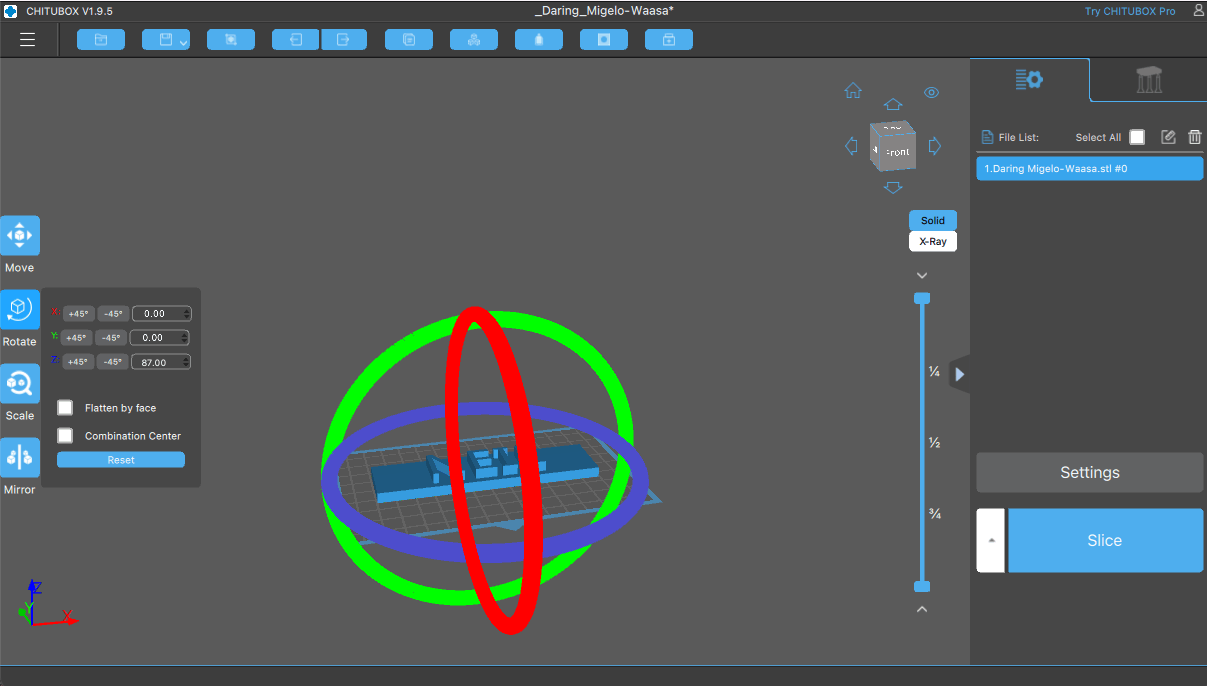 CHITUBOX V1.9.5
_Daring_Migelo-Waasa*
Try CHITUBOX Pro
Front
File List:
Select All
1.Daring Migelo-Waasa.stl #0
Solid
X-Ray
Move
Rotate
X: +45° -45° 0.00
Y: +45° -45° 0.00
Z: +45° -45° 87.00
Flatten by face
Combination Center
Reset
Scale
Mirror
¼
½
¾
Settings
Slice
Z
Y
X